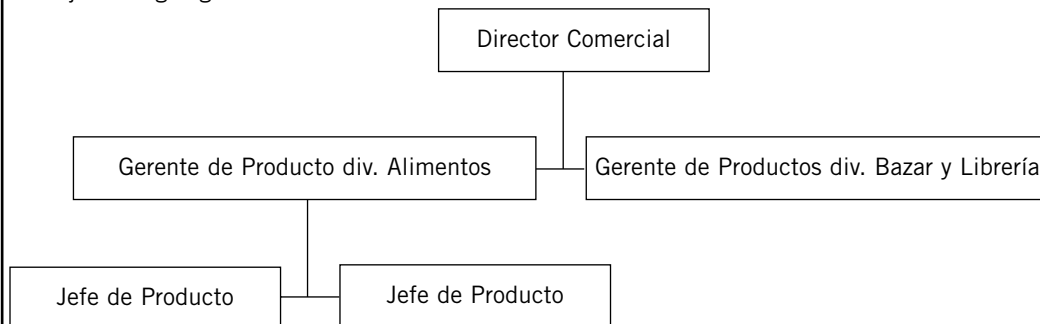 Director Comercial
Gerente de Producto div. Alimentos
Gerente de Productos div. Bazar y Librería
Jefe de Producto
Jefe de Producto